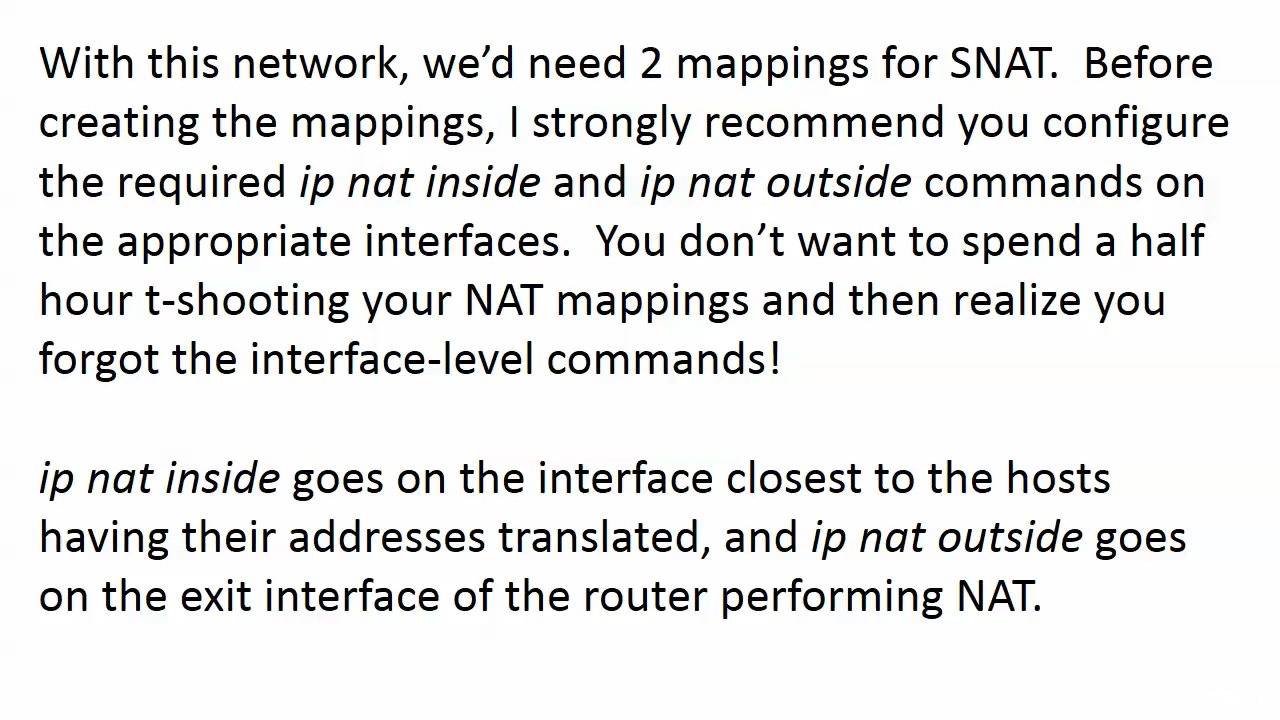 With this network, we’d need 2 mappings for SNAT.  Before
creating the mappings, I strongly recommend you configure
the required ip nat inside and ip nat outside commands on
the appropriate interfaces.  You don’t want to spend a half
hour t-shooting your NAT mappings and then realize you
forgot the interface-level commands!
ip nat inside goes on the interface closest to the hosts
having their addresses translated, and ip nat outside goes
on the exit interface of the router performing NAT.